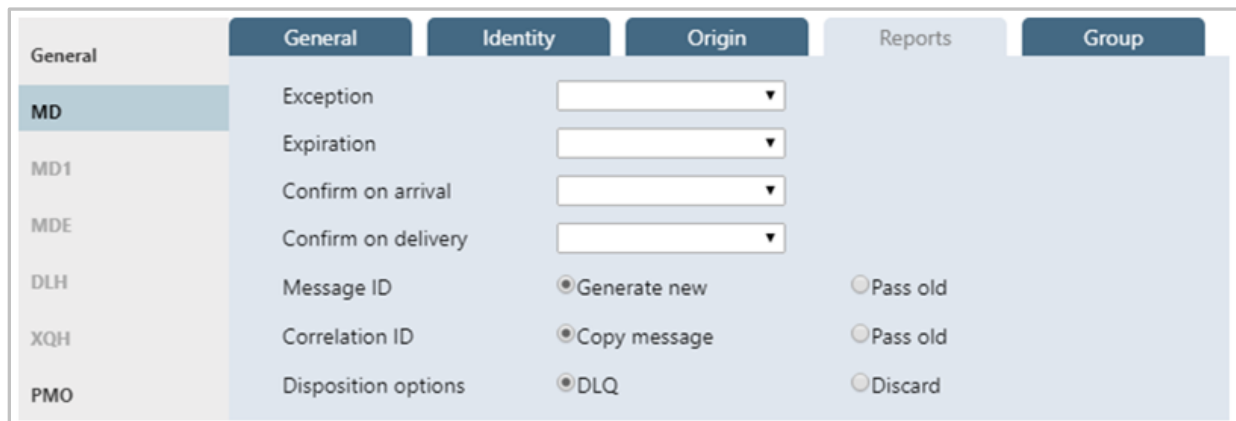 General
MD
MD1
MDE
DLH
XQH
PMO
General Identity Origin Reports Group
Exception
Expiration
Confirm on arrival
Confirm on delivery
Message ID Generate new Pass old
Correlation ID Copy message Pass old
Disposition options DLQ Discard